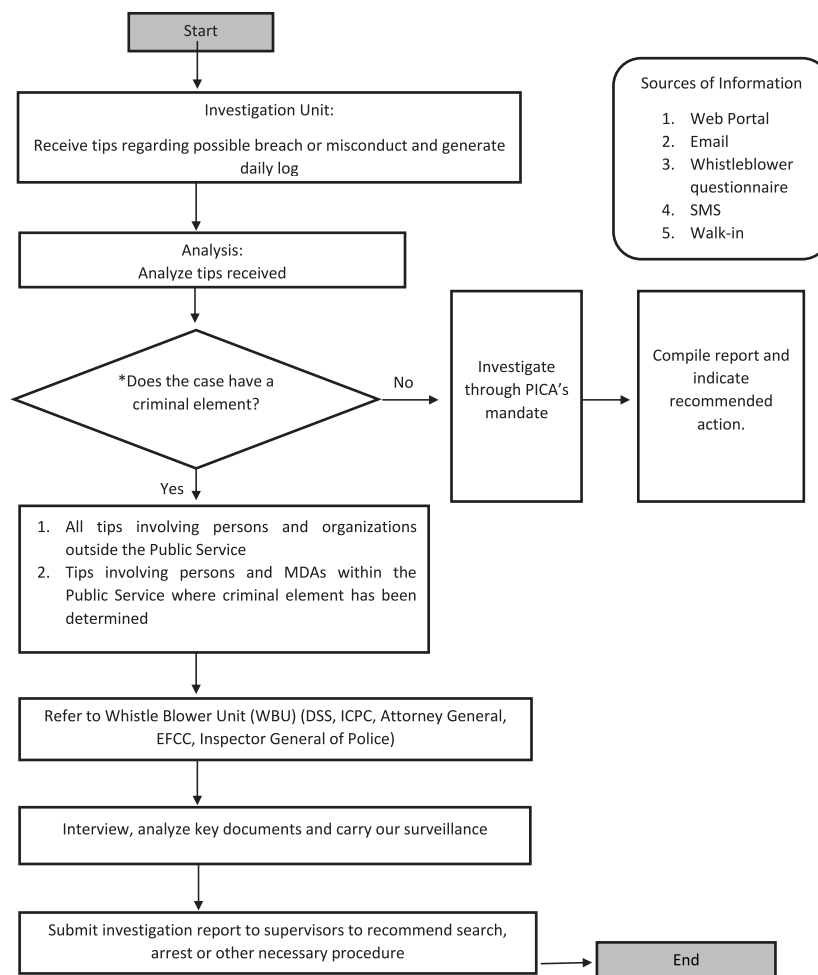 Start
Investigation Unit:
Receive tips regarding possible breach or misconduct and generate
daily log
Sources of Information
1. Web Portal
2. Email
3. Whistleblower
questionnaire
4. SMS
5. Walk-in
Analysis:
Analyze tips received
*Does the case have a
criminal element?
No
Investigate
through PICA’s
mandate
Compile report and
indicate
recommended
action.
Yes
1. All tips involving persons and organizations
outside the Public Service
2. Tips involving persons and MDAs within the
Public Service where criminal element has been
determined
Refer to Whistle Blower Unit (WBU) (DSS, ICPC, Attorney General,
EFCC, Inspector General of Police)
Interview, analyze key documents and carry our surveillance
Submit investigation report to supervisors to recommend search,
arrest or other necessary procedure
End